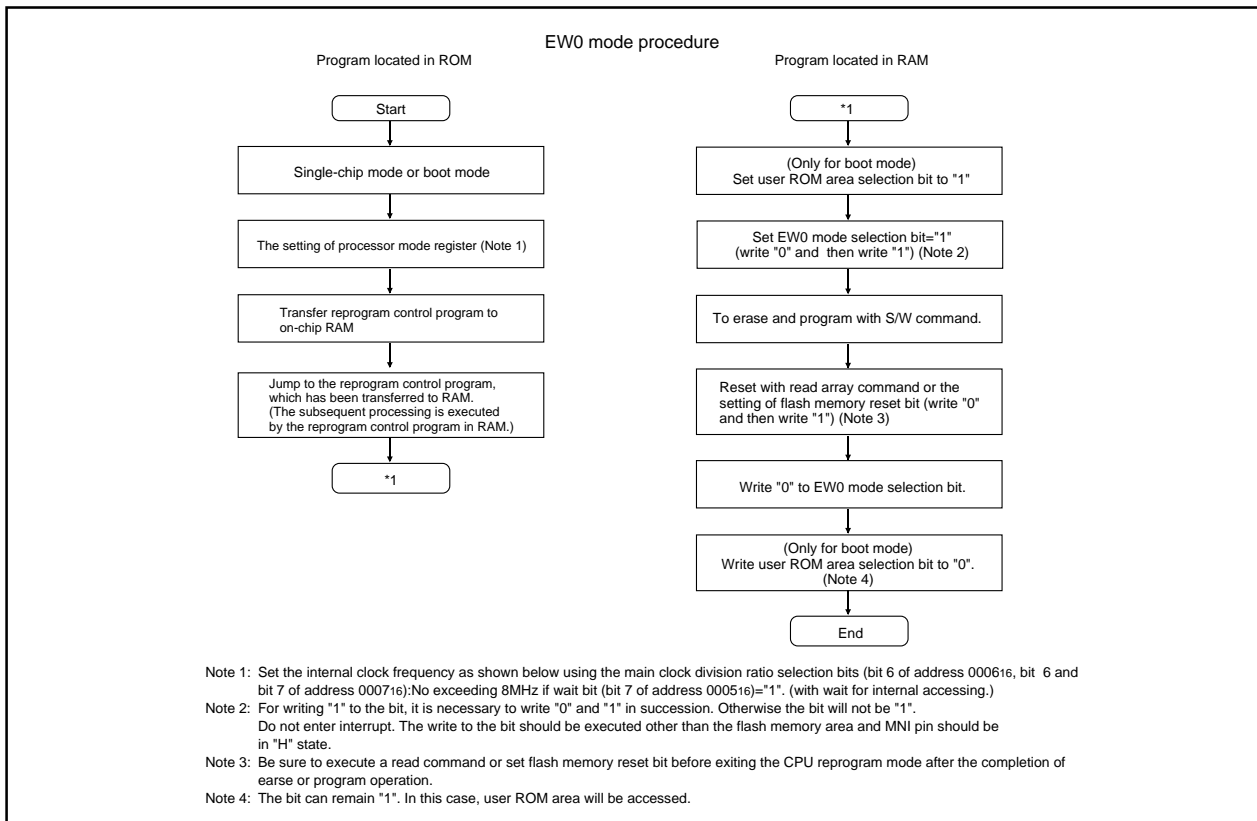 EW0 mode procedure
Program located in ROM
Start
Single-chip mode or boot mode
The setting of processor mode register (Note 1)
Transfer reprogram control program to
on-chip RAM
Jump to the reprogram control program,
which has been transferred to RAM.
(The subsequent processing is executed
by the reprogram control program in RAM.)
*1
Program located in RAM
*1
(Only for boot mode)
Set user ROM area selection bit to "1"
Set EW0 mode selection bit="1"
(write "0" and then write "1") (Note 2)
To erase and program with S/W command.
Reset with read array command or the
setting of flash memory reset bit (write "0"
and then write "1") (Note 3)
Write "0" to EW0 mode selection bit.
(Only for boot mode)
Write user ROM area selection bit to "0".
(Note 4)
End
Note 1: Set the internal clock frequency as shown below using the main clock division ratio selection bits (bit 6 of address 000616, bit 6 and
bit 7 of address 000716):No exceeding 8MHz if wait bit (bit 7 of address 000516)="1". (with wait for internal accessing.)
Note 2: For writing "1" to the bit, it is necessary to write "0" and "1" in succession. Otherwise the bit will not be "1".
Do not enter interrupt. The write to the bit should be executed other than the flash memory area and MNI pin should be
in "H" state.
Note 3: Be sure to execute a read command or set flash memory reset bit before exiting the CPU reprogram mode after the completion of
earse or program operation.
Note 4: The bit can remain "1". In this case, user ROM area will be accessed.